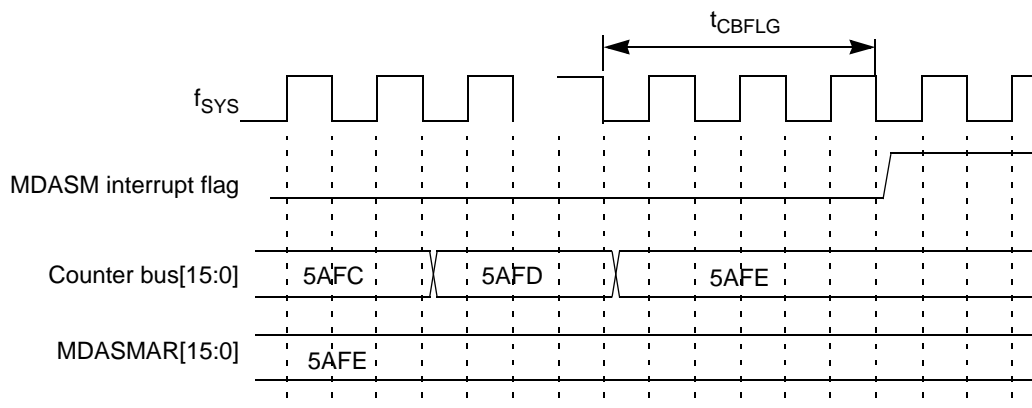 tCBFLG
fSYS
MDASM interrupt flag
Counter bus[15:0] 5AFC 5AFD 5AFE
MDASMAR[15:0] 5AFE